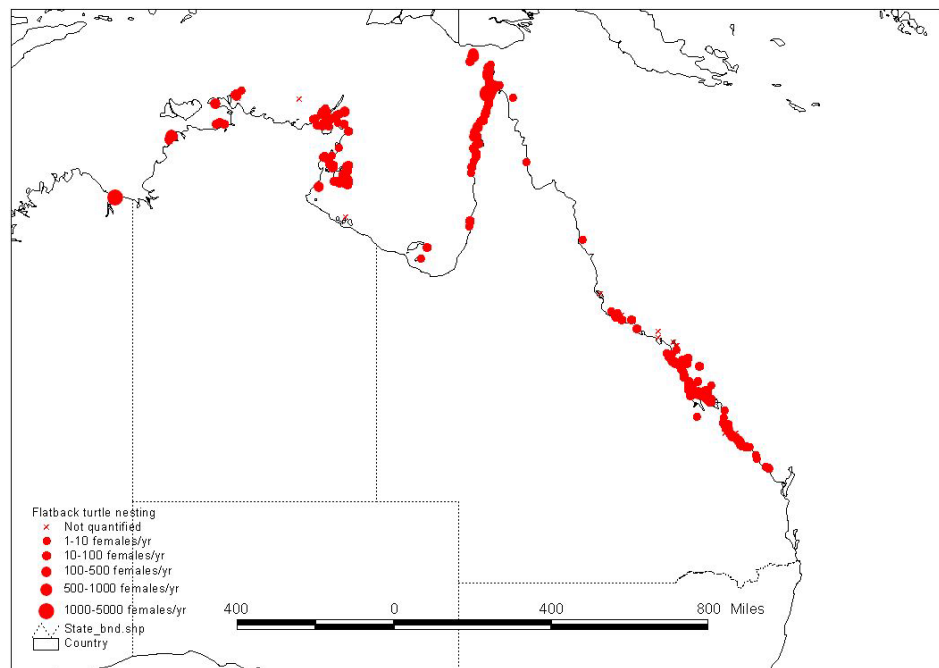 Flatback turtle nesting
Not quantified
1-10 females/yr
10-100 females/yr
100-500 females/yr
500-1000 females/yr
1000-5000 females/yr
State_bnd.shp
Country
400 0 400 800 Miles